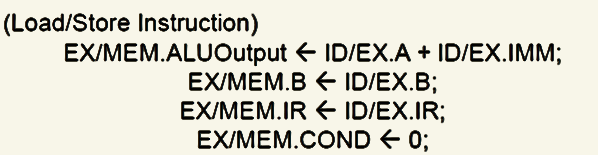 (Load/Store Instruction)
EX/MEM.ALUOutput ← ID/EX.A + ID/EX.IMM;
EX/MEM.B ← ID/EX.B;
EX/MEM.IR ← ID/EX.IR;
EX/MEM.COND ← 0;